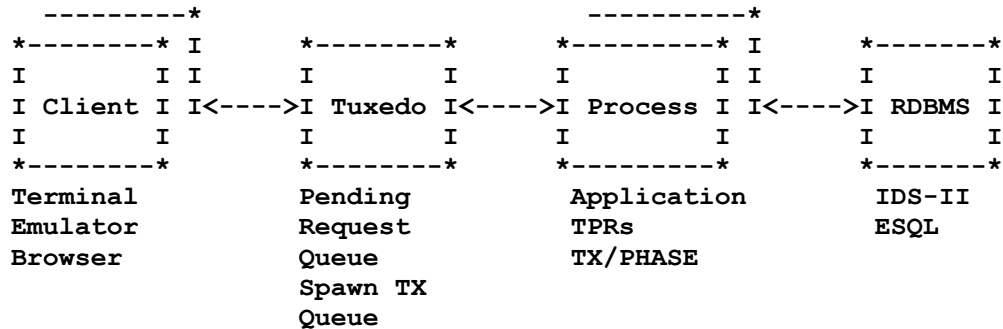 ---------* ----------*
*--------* I *--------* *---------* I *-------*
I I I I I I I I I I
I Client I I<---->I Tuxedo I<---->I Process I I<---->I RDBMS I
I I I I I I I I
*--------* *--------* *---------* *-------*
Terminal Pending Application IDS-II
Emulator Request TPRs ESQL
Browser Queue TX/PHASE
Spawn TX
Queue